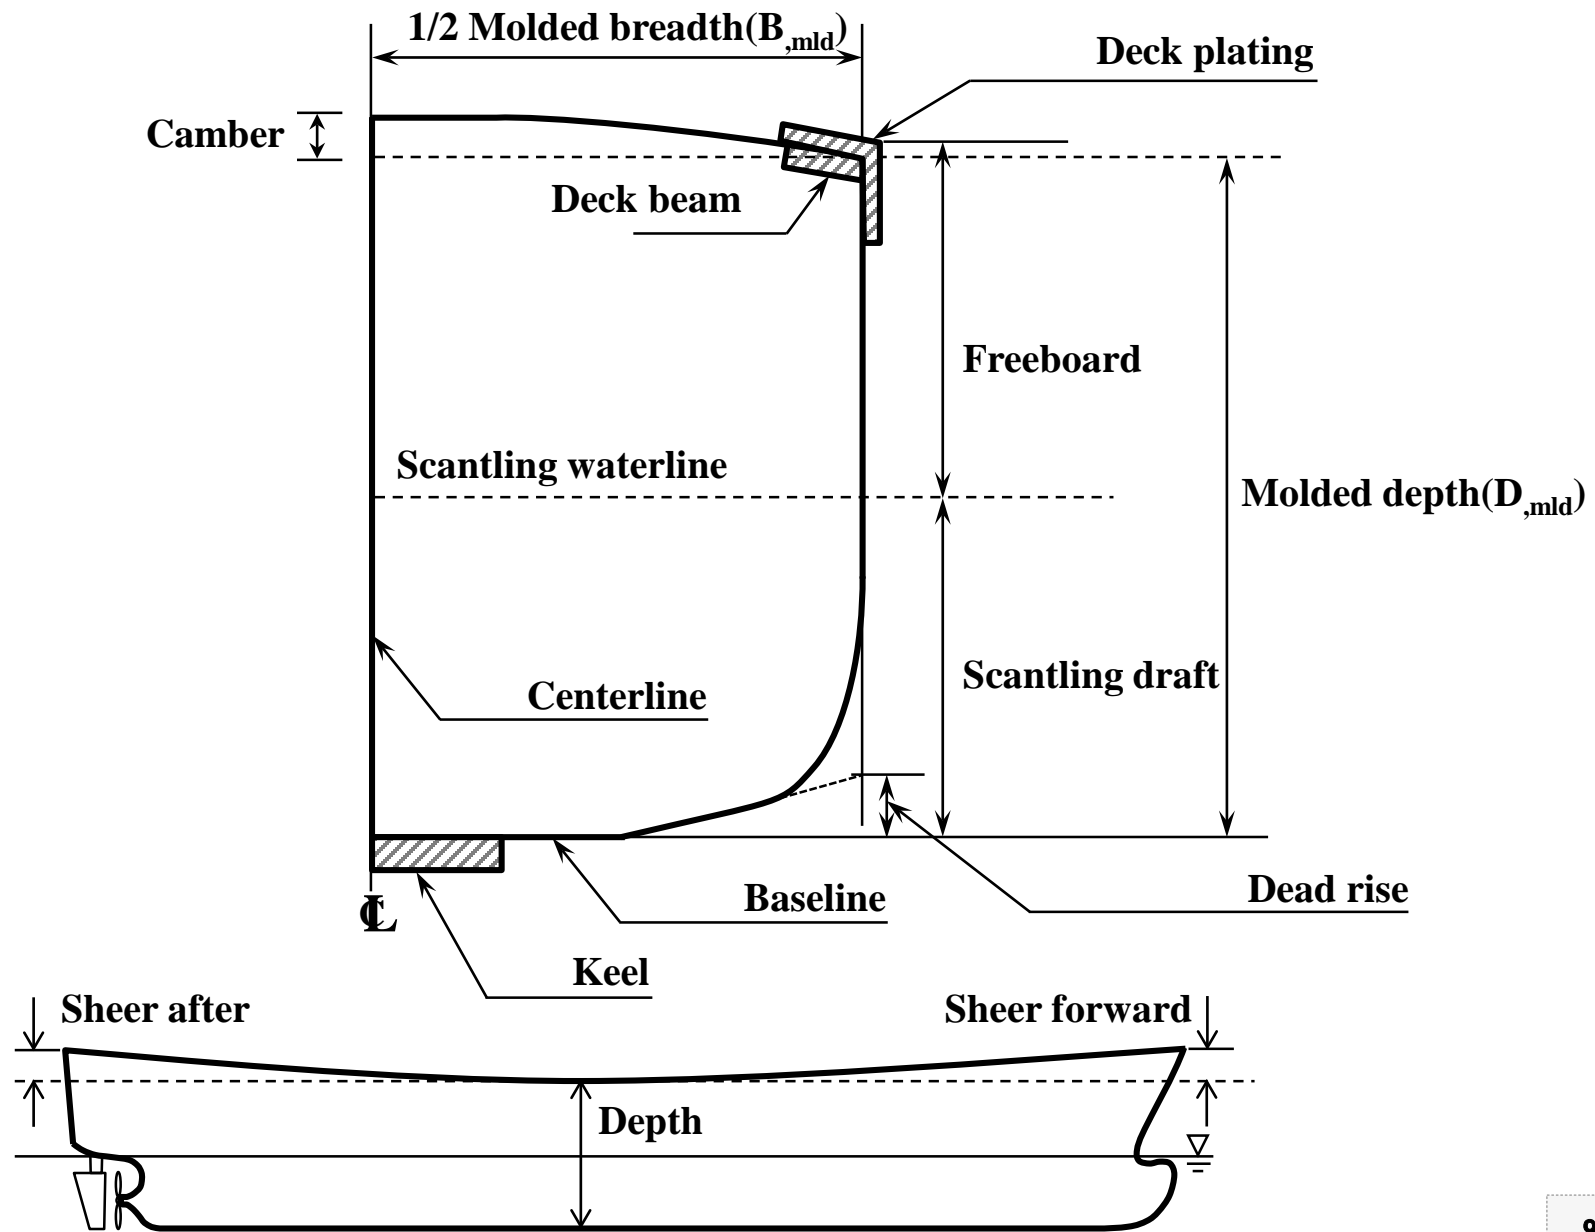 1/2 Molded breadth(B,mld)
Deck plating
Camber
Deck beam
Freeboard
Scantling waterline
Molded depth(D,mld)
Scantling draft
Centerline
Dead rise
Baseline
CL
Keel
Sheer after
Sheer forward
Depth